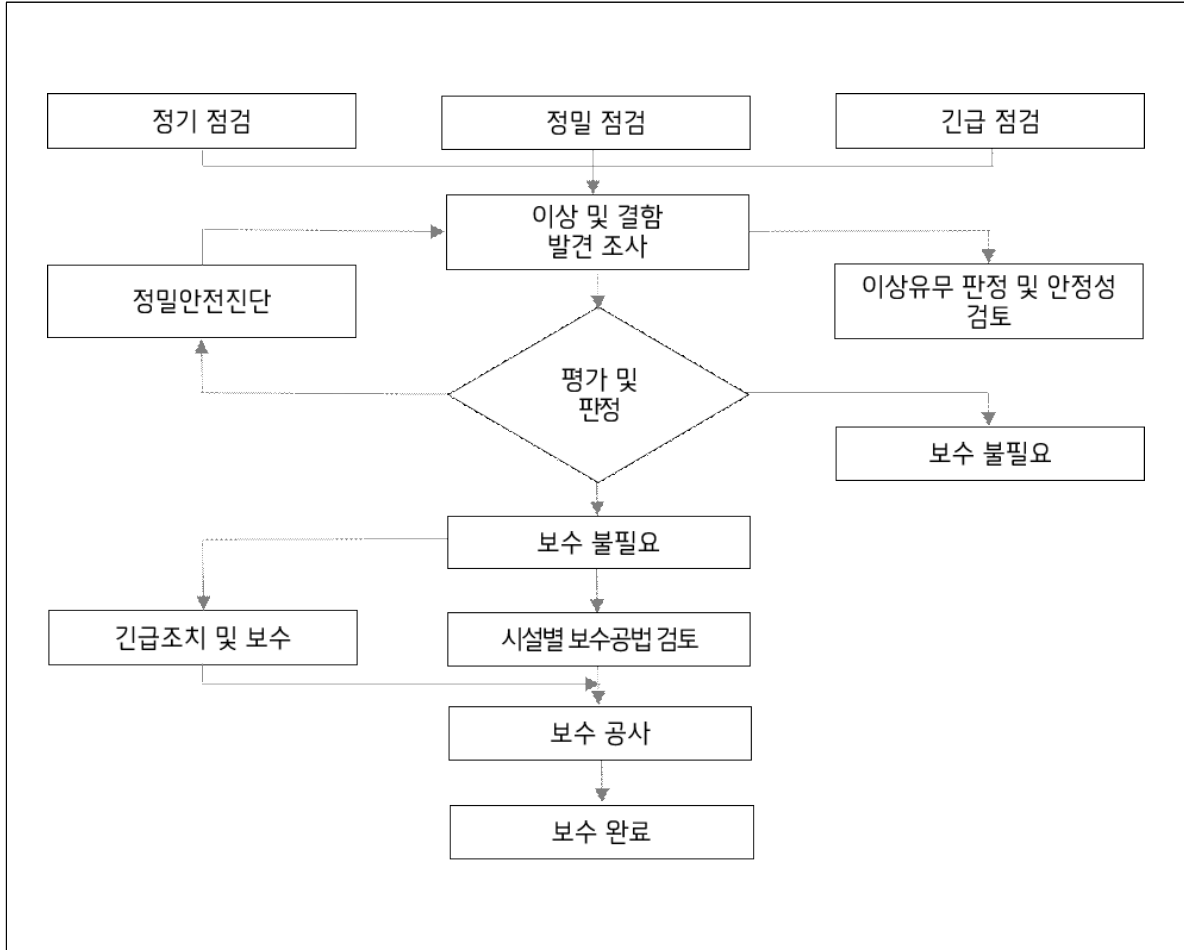 정기 점검
정밀 점검
긴급 점검
이상 및 결함
발견 조사
정밀안전진단
이상유무 판정 및 안정성
검토
평가 및
판정
보수 불필요
보수 불필요
긴급조치 및 보수
시설별 보수공법 검토
보수 공사
보수 완료